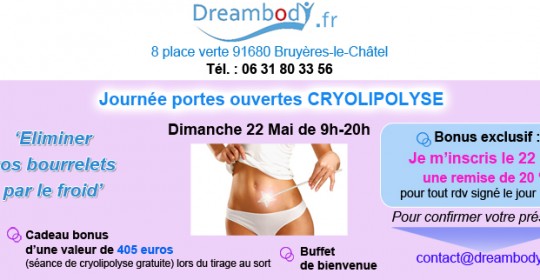 Dreambody.fr
8 place verte 91680 Bruyères-le-Châtel
Tél. : 06 31 80 33 56
Journée portes ouvertes CRYOLIPOLYSE
‘Eliminer
os bourrelets
par le froid’
Dimanche 22 Mai de 9h-20h
Bonus exclusif :
Je m’inscris le 22
une remise de 20
pour tout rdv signé le jour
Pour confirmer votre pré
contact@dreambody
Cadeau bonus
d’une valeur de 405 euros
(séance de cryolipolyse gratuite) lors du tirage au sort
Buffet
de bienvenue